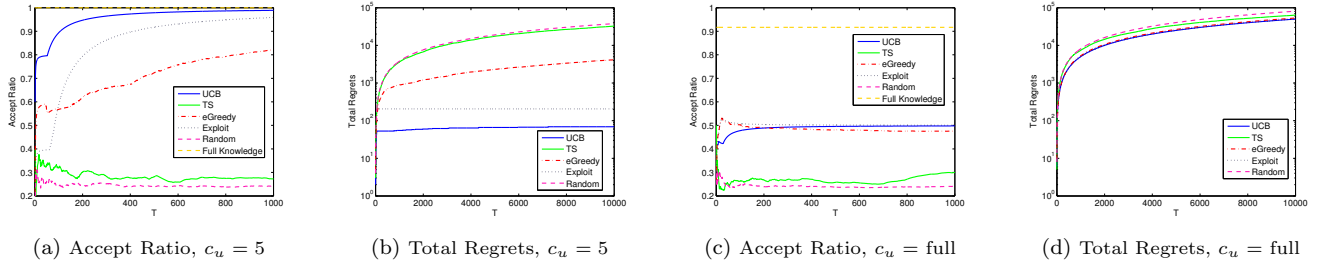 Accept Ratio
1
0.9
0.8
0.7
0.6
0.5
0.4
0.3
0.2
0 200 400 600 800 1000
T
UCB
TS
eGreedy
Exploit
Random
Full Knowledge
(a) Accept Ratio, c_u = 5
Total Regrets
10^5
10^4
10^3
10^2
10^1
10^0
0 2000 4000 6000 8000 10000
T
UCB
TS
eGreedy
Exploit
Random
(b) Total Regrets, c_u = 5
Accept Ratio
1
0.9
0.8
0.7
0.6
0.5
0.4
0.3
0.2
0 200 400 600 800 1000
T
UCB
TS
eGreedy
Exploit
Random
Full Knowledge
(c) Accept Ratio, c_u = full
Total Regrets
10^5
10^4
10^3
10^2
10^1
10^0
0 2000 4000 6000 8000 10000
T
UCB
TS
eGreedy
Exploit
Random
(d) Total Regrets, c_u = full